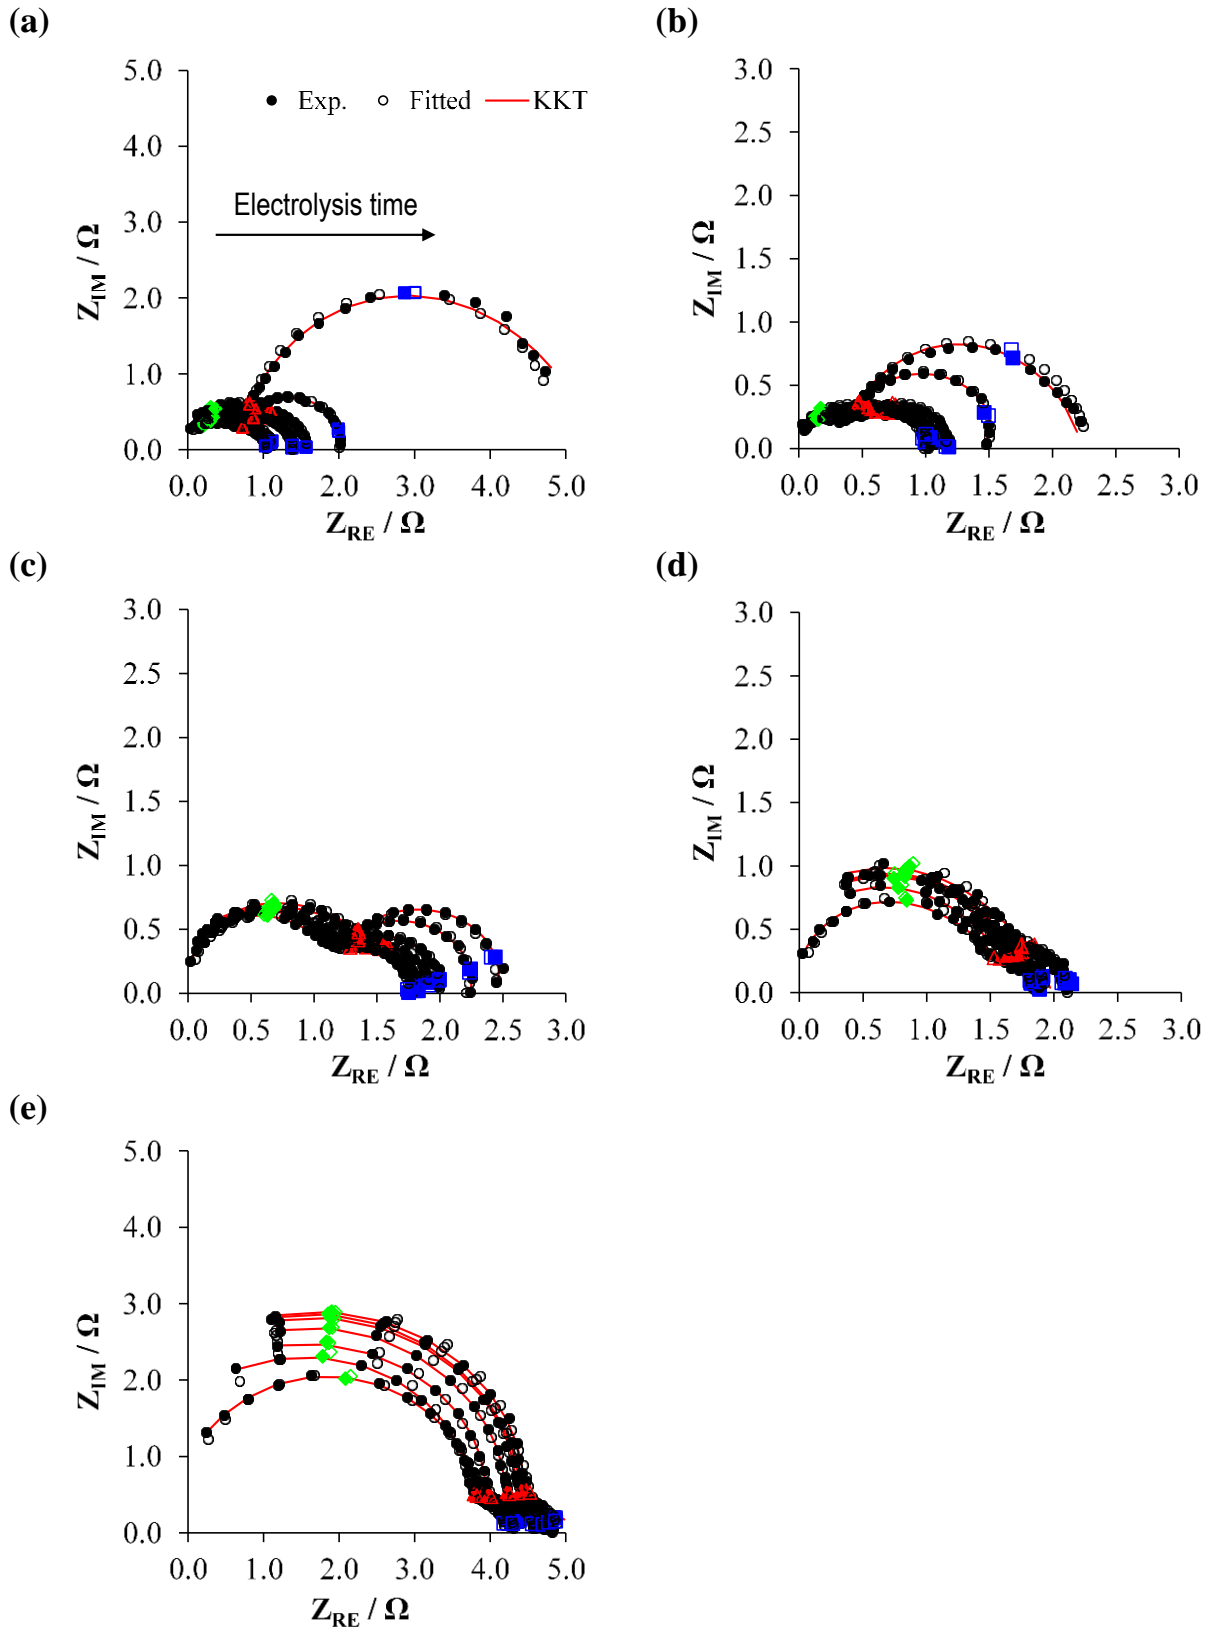 (a)
(b)
5.0
4.0
3.0
2.0
1.0
0.0
Z_IM / Ω
Exp. Fitted KKT
Electrolysis time
0.0 1.0 2.0 3.0 4.0 5.0
Z_RE / Ω
3.0
2.5
2.0
1.5
1.0
0.5
0.0
Z_IM / Ω
0.0 0.5 1.0 1.5 2.0 2.5 3.0
Z_RE / Ω
(c)
(d)
3.0
2.5
2.0
1.5
1.0
0.5
0.0
Z_IM / Ω
0.0 0.5 1.0 1.5 2.0 2.5 3.0
Z_RE / Ω
3.0
2.5
2.0
1.5
1.0
0.5
0.0
Z_IM / Ω
0.0 0.5 1.0 1.5 2.0 2.5 3.0
Z_RE / Ω
(e)
5.0
4.0
3.0
2.0
1.0
0.0
Z_IM / Ω
0.0 1.0 2.0 3.0 4.0 5.0
Z_RE / Ω